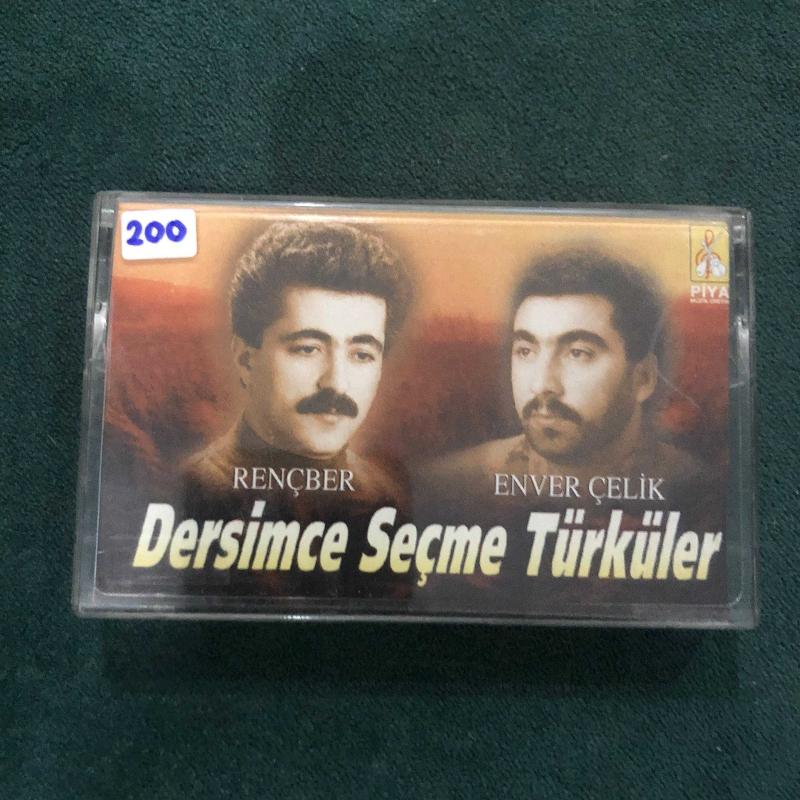 200
PİYA
RENÇBER
ENVER ÇELİK
Dersimce Seçme Türküler